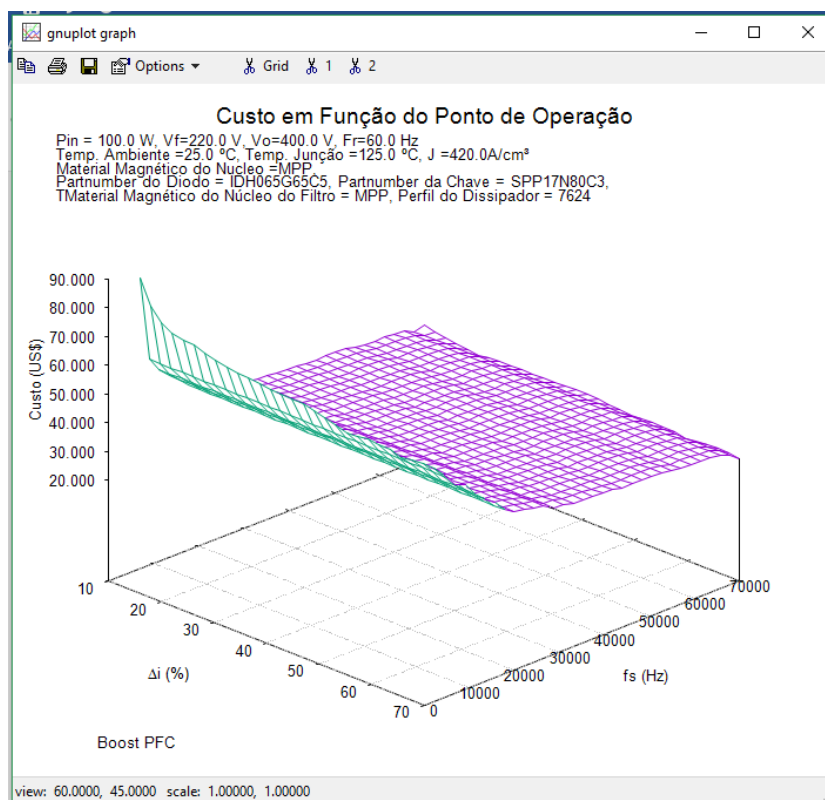 gnuplot graph
Options Grid 1 2
Custo em Função do Ponto de Operação
Pin = 100.0 W, Vf=220.0 V, Vo=400.0 V, Fr=60.0 Hz
Temp. Ambiente =25.0 ºC, Temp. Junção =125.0 ºC, J =420.0A/cm³
Material Magnético do Nucleo =MPP,
Partnumber do Diodo = IDH065G65C5, Partnumber da Chave = SPP17N80C3,
TMaterial Magnético do Núcleo do Filtro = MPP, Perfil do Dissipador = 7624
90.000
80.000
70.000
60.000
50.000
40.000
30.000
20.000
Custo (US$)
10
20
30
40
50
60
70
Δi (%)
0
10000
20000
30000
40000
50000
60000
70000
fs (Hz)
Boost PFC
view: 60.0000, 45.0000 scale: 1.00000, 1.00000